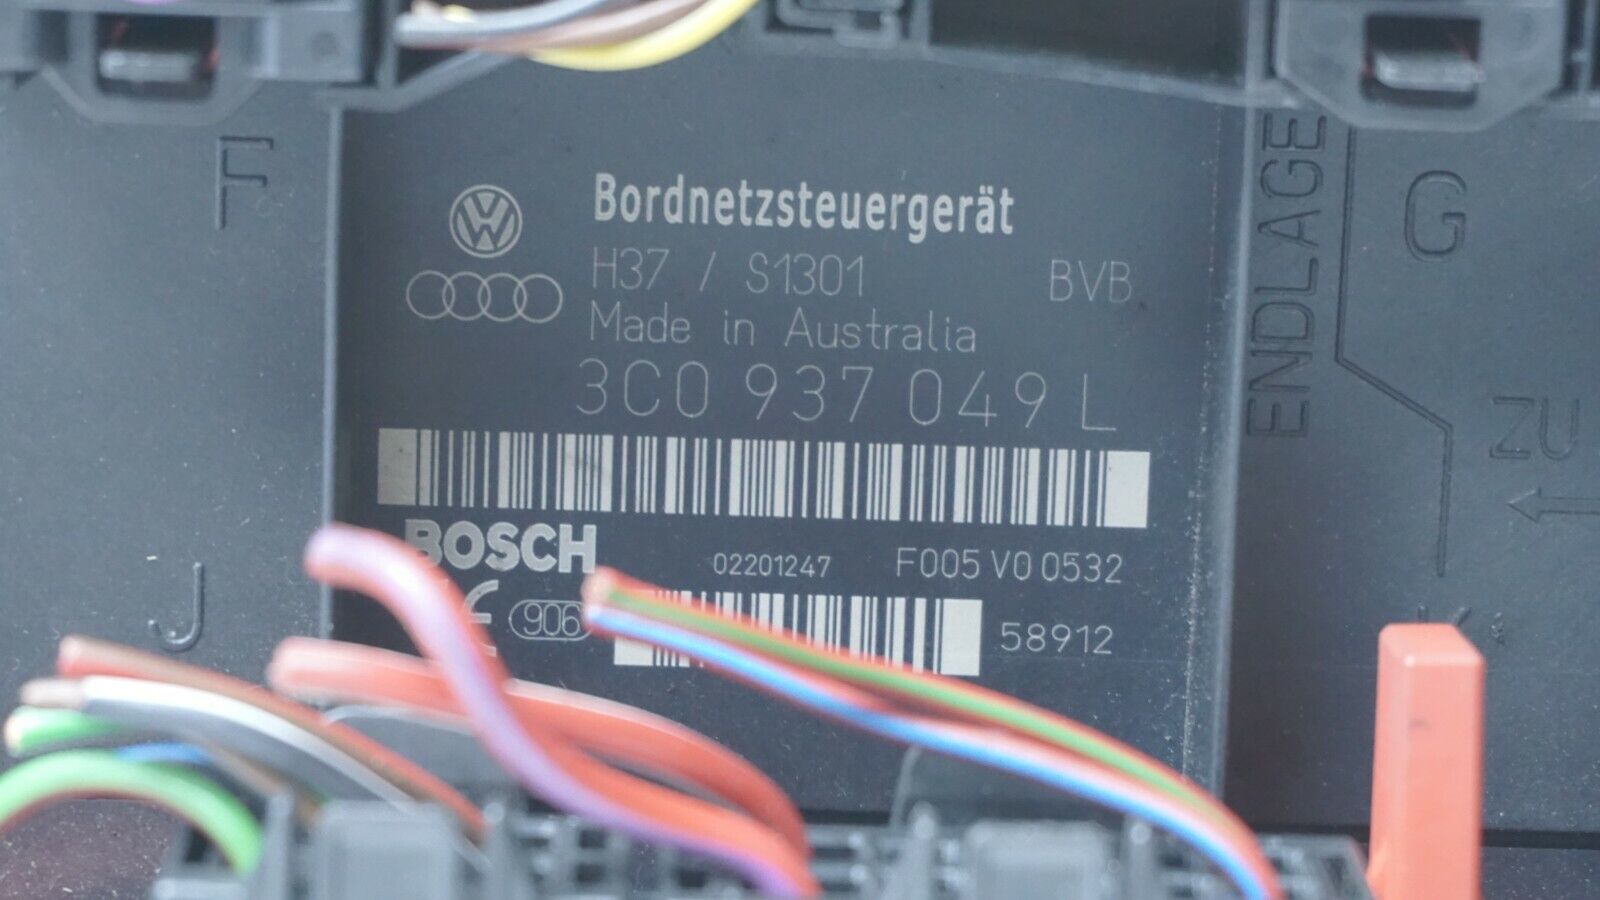 F
Bordnetzsteuergerät
H37 / S1301 BVB
Made in Australia
3C0 937 049 L
BOSCH 02201247 F005 V0 0532
906
58912
ENDLAGE
G
ZU
J